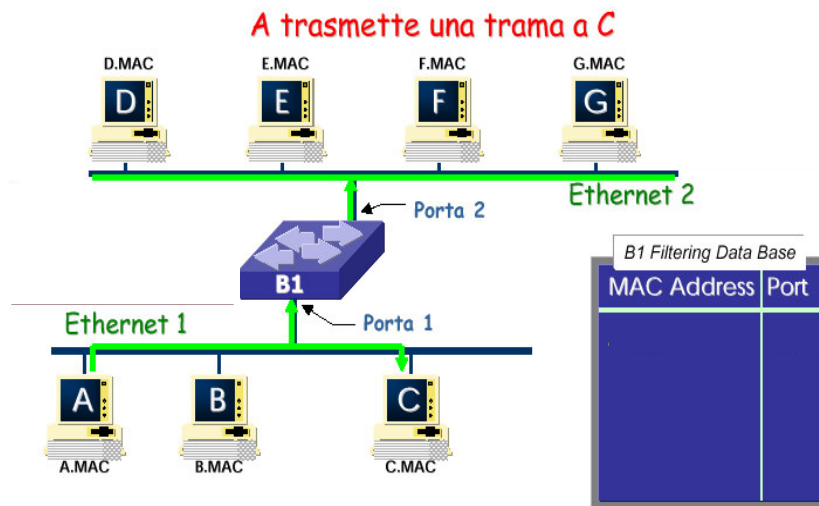 A trasmette una trama a C
D.MAC E.MAC F.MAC G.MAC
D E F G
Ethernet 2
Porta 2
B1 Filtering Data Base
B1
MAC Address Port
Ethernet 1
Porta 1
A B C
A.MAC B.MAC C.MAC